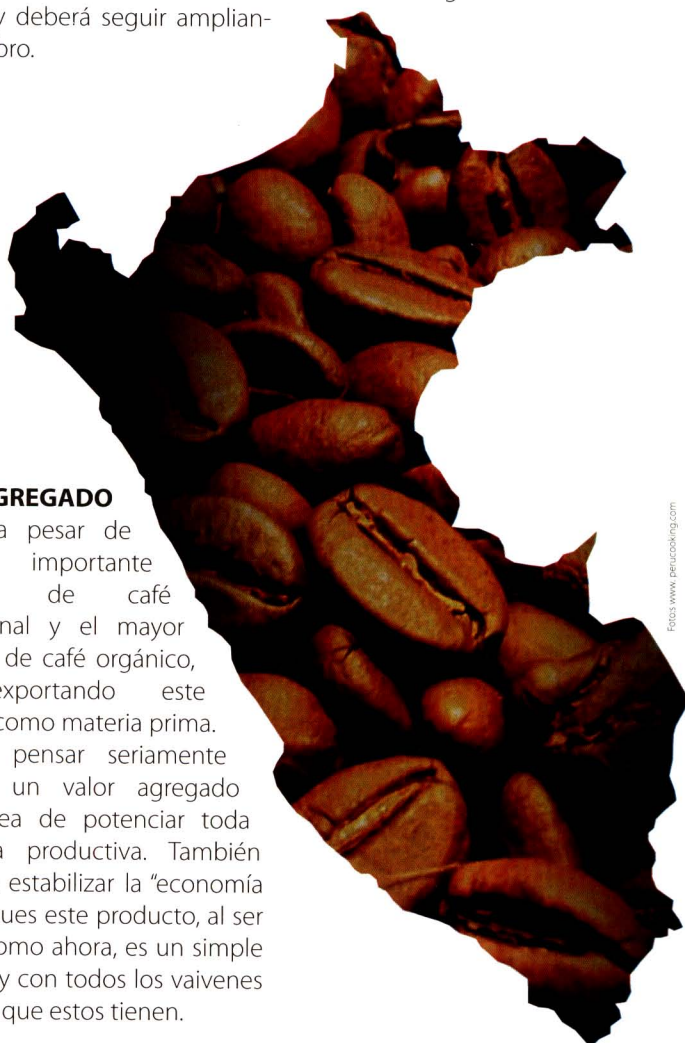 y deberá seguir amplian-
oro.
GREGADO
a pesar de
importante
de café
nal y el mayor
de café orgánico,
exportando este
como materia prima.
pensar seriamente
un valor agregado
ea de potenciar toda
a productiva. También
estabilizar la “economía
ues este producto, al ser
omo ahora, es un simple
y con todos los vaivenes
que estos tienen.
Fotos www.perucooking.com